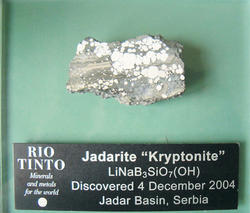 RIO
TINTO
Minerals
and metals
for the world
Jadarite "Kryptonite"
LiNaB₃SiO₇(OH)
Discovered 4 December 2004
Jadar Basin, Serbia